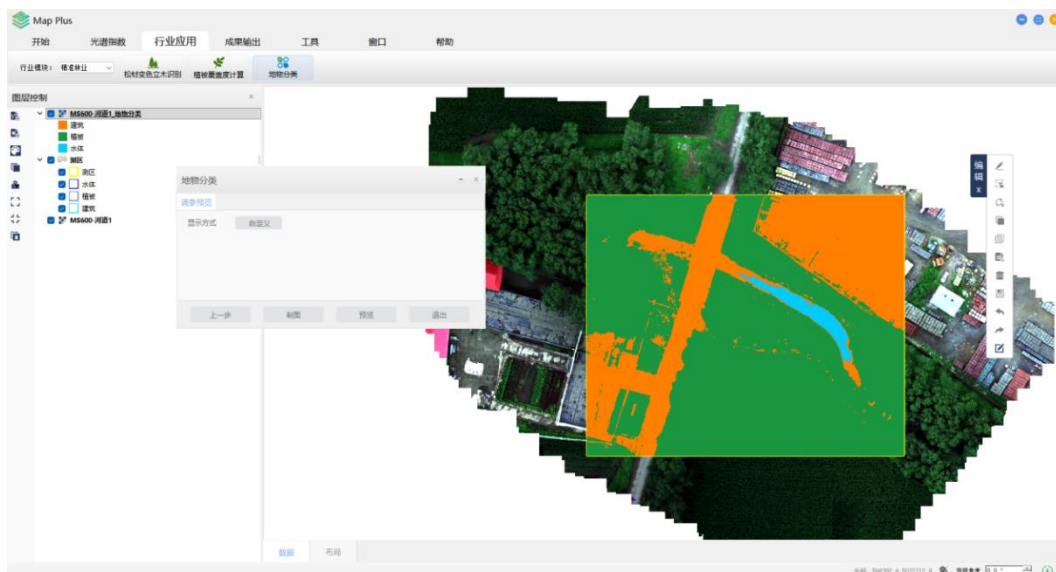 Map Plus
开始 光谱指数 行业应用 成果输出 工具 窗口 帮助
行业模块： 精准林业 松材变色立木识别 植被覆盖度计算 地物分类
图层控制 ×
MS600-河道1_地物分类
建筑
植被
水体
测区
测区
水体
植被
建筑
MS600-河道1
地物分类 - ×
调参预览
显示方式 自定义
上一步 制图 预览 退出
编辑 x
数据 布局